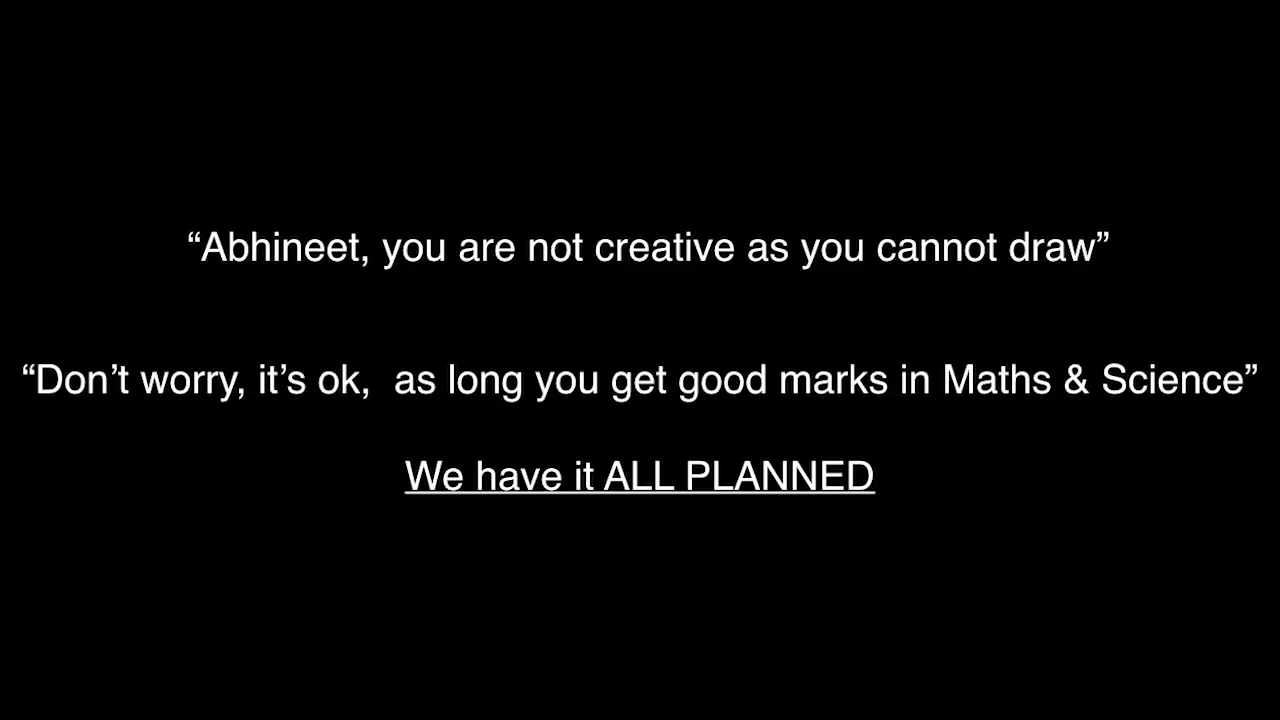 “Abhineet, you are not creative as you cannot draw”
“Don’t worry, it’s ok,  as long you get good marks in Maths & Science”
We have it ALL PLANNED